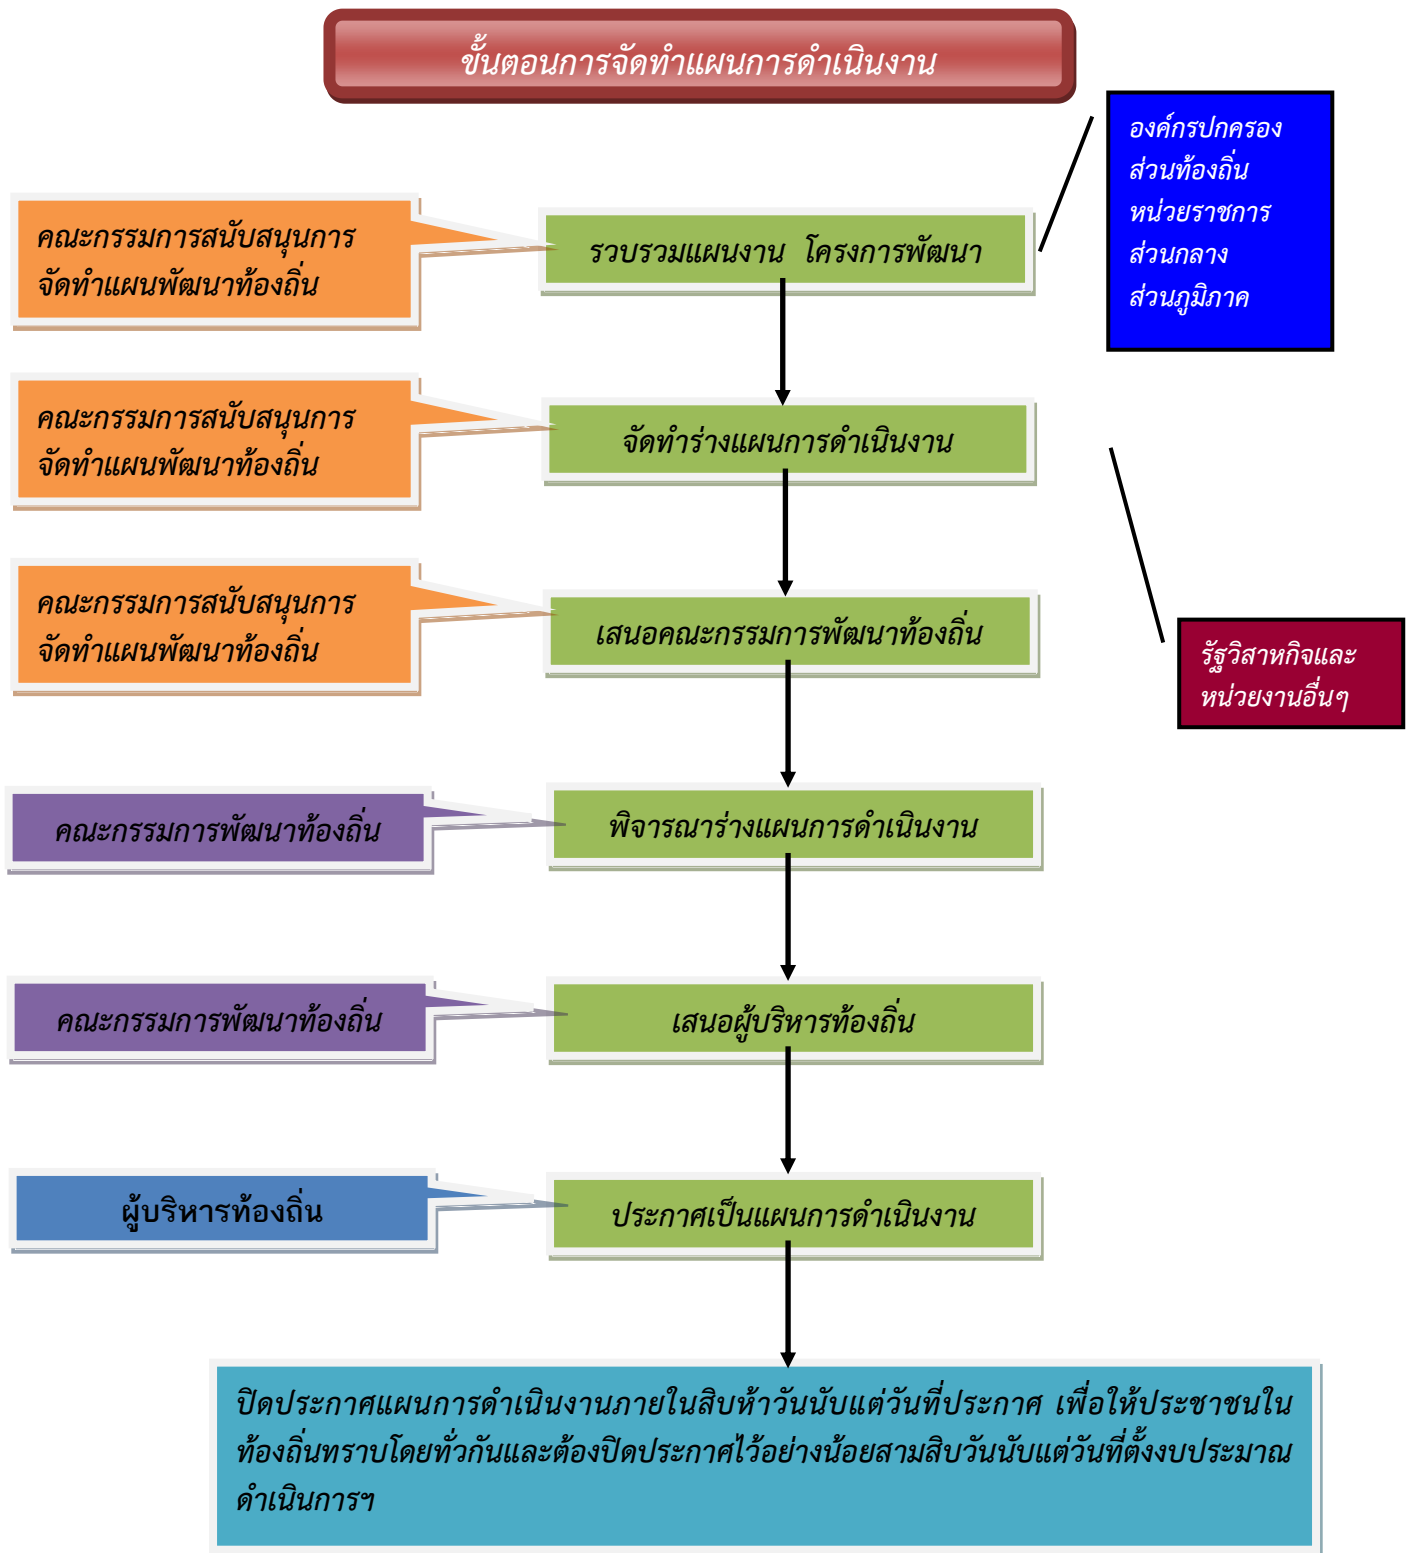 ขั้นตอนการจัดทำแผนการดำเนินงาน
องค์กรปกครอง
ส่วนท้องถิ่น
หน่วยราชการ
ส่วนกลาง
ส่วนภูมิภาค
คณะกรรมการสนับสนุนการ
จัดทำแผนพัฒนาท้องถิ่น
รวบรวมแผนงาน โครงการพัฒนา
คณะกรรมการสนับสนุนการ
จัดทำแผนพัฒนาท้องถิ่น
จัดทำร่างแผนการดำเนินงาน
คณะกรรมการสนับสนุนการ
จัดทำแผนพัฒนาท้องถิ่น
เสนอคณะกรรมการพัฒนาท้องถิ่น
รัฐวิสาหกิจและ
หน่วยงานอื่นๆ
คณะกรรมการพัฒนาท้องถิ่น
พิจารณาร่างแผนการดำเนินงาน
คณะกรรมการพัฒนาท้องถิ่น
เสนอผู้บริหารท้องถิ่น
ผู้บริหารท้องถิ่น
ประกาศเป็นแผนการดำเนินงาน
ปิดประกาศแผนการดำเนินงานภายในสิบห้าวันนับแต่วันที่ประกาศ เพื่อให้ประชาชนใน
ท้องถิ่นทราบโดยทั่วกันและต้องปิดประกาศไว้อย่างน้อยสามสิบวันนับแต่วันที่ตั้งงบประมาณ
ดำเนินการฯ